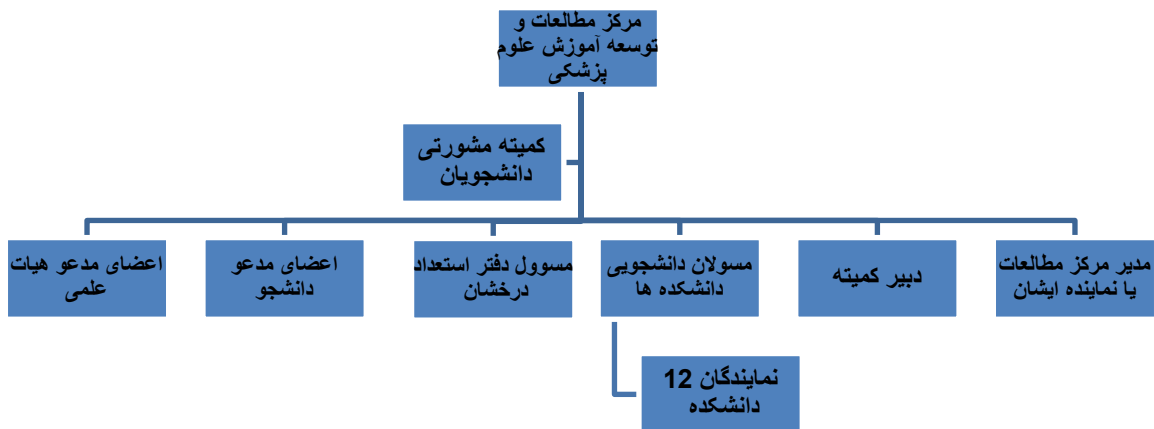 مرکز مطالعات و
توسعه آموزش علوم
پزشکی
کمیته مشورتی
دانشجویان
مدیر مرکز مطالعات
یا نماینده ایشان
دبیر کمیته
مسولان دانشجویی
دانشکده ها
مسوول دفتر استعداد
درخشان
اعضای مدعو
دانشجو
اعضای مدعو هیات
علمی
نمایندگان 12
دانشکده